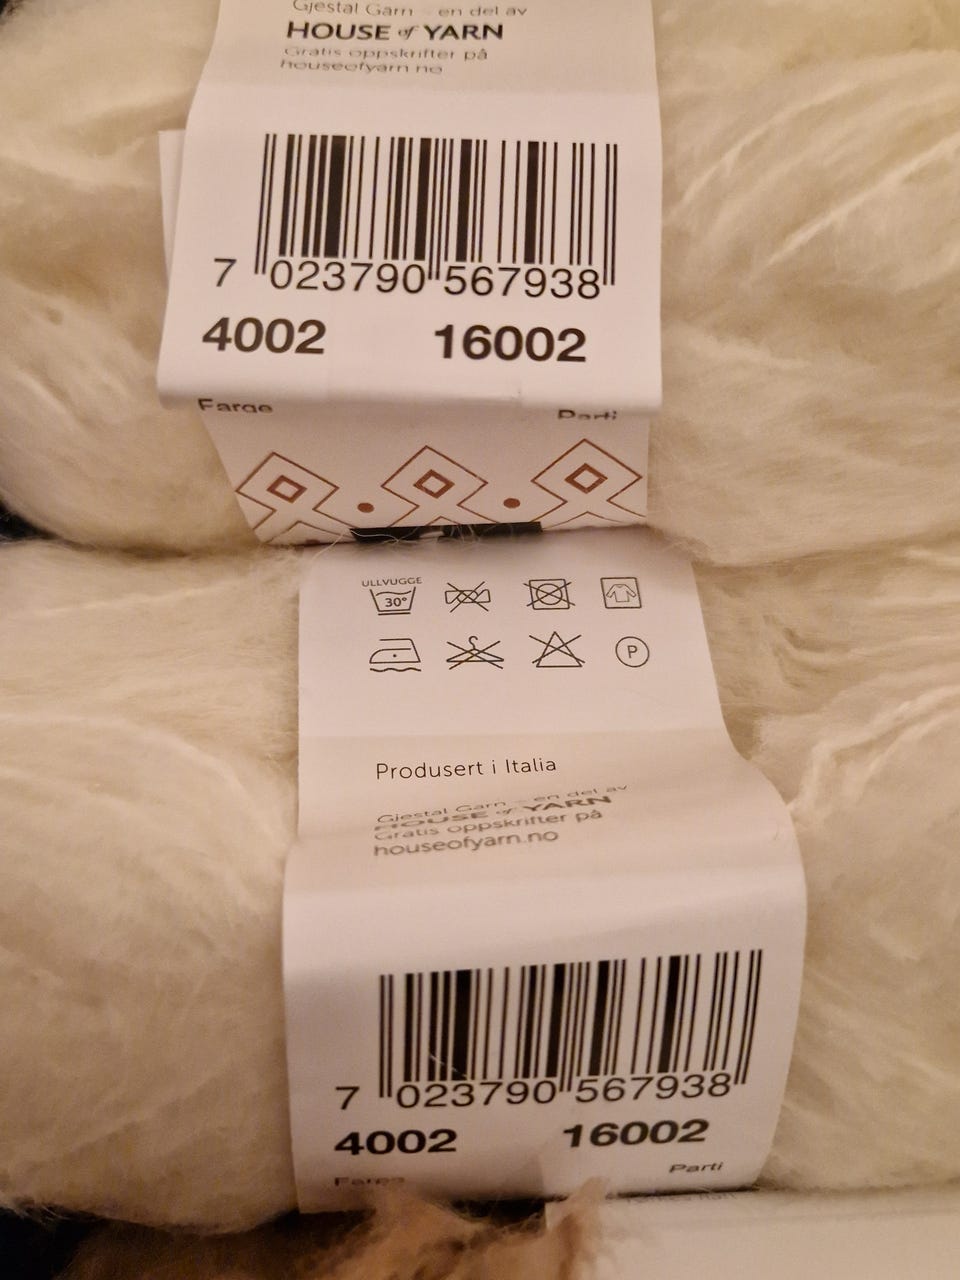 Gjestal Garn – en del av
HOUSE of YARN
Gratis oppskrifter på
houseofyarn.no
7 023790 567938
4002 16002
Farge Parti
ULLVUGGE
30°
P
Produsert i Italia
Gjestal Garn – en del av
HOUSE of YARN
Gratis oppskrifter på
houseofyarn.no
7 023790 567938
4002 16002
Farge Parti